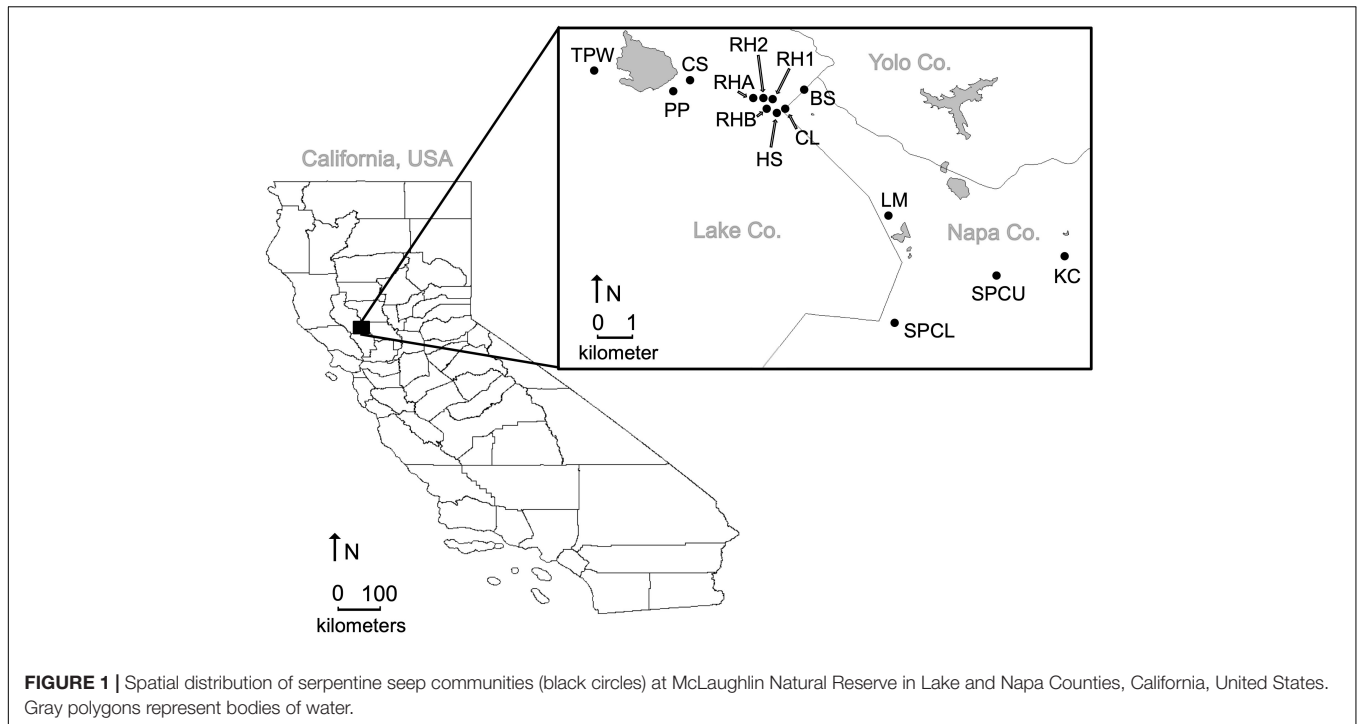 California, USA
TPW
CS
PP
RH2
RH1
RHA
RHB
HS
CL
BS
Yolo Co.
LM
Lake Co.
Napa Co.
KC
SPCU
SPCL
N
0 1
kilometer
N
0 100
kilometers
FIGURE 1 | Spatial distribution of serpentine seep communities (black circles) at McLaughlin Natural Reserve in Lake and Napa Counties, California, United States.
Gray polygons represent bodies of water.